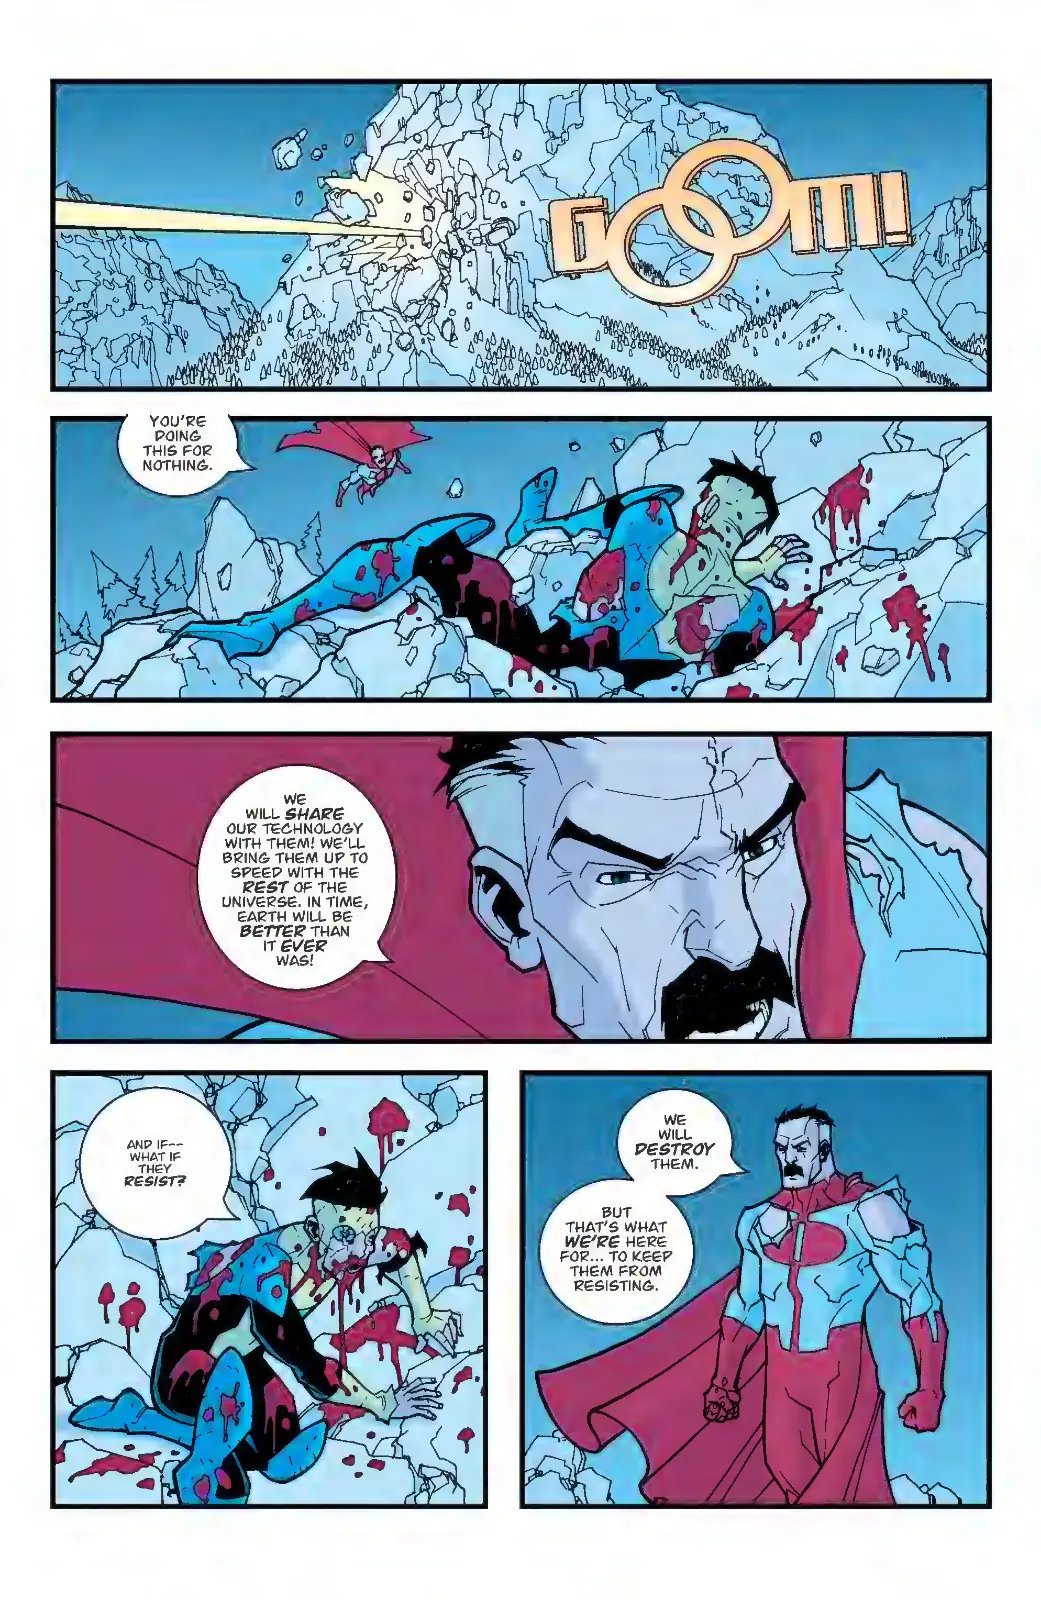 GOOM!
YOU'RE
DOING
THIS FOR
NOTHING.
WE
WILL SHARE
OUR TECHNOLOGY
WITH THEM! WE'LL
BRING THEM UP TO
SPEED WITH THE
REST OF THE
UNIVERSE. IN TIME,
EARTH WILL BE
BETTER THAN
IT EVER
WAS!
AND IF--
WHAT IF
THEY
RESIST?
WE
WILL
DESTROY
THEM.
BUT
THAT'S WHAT
WE'RE HERE
FOR... TO KEEP
THEM FROM
RESISTING.